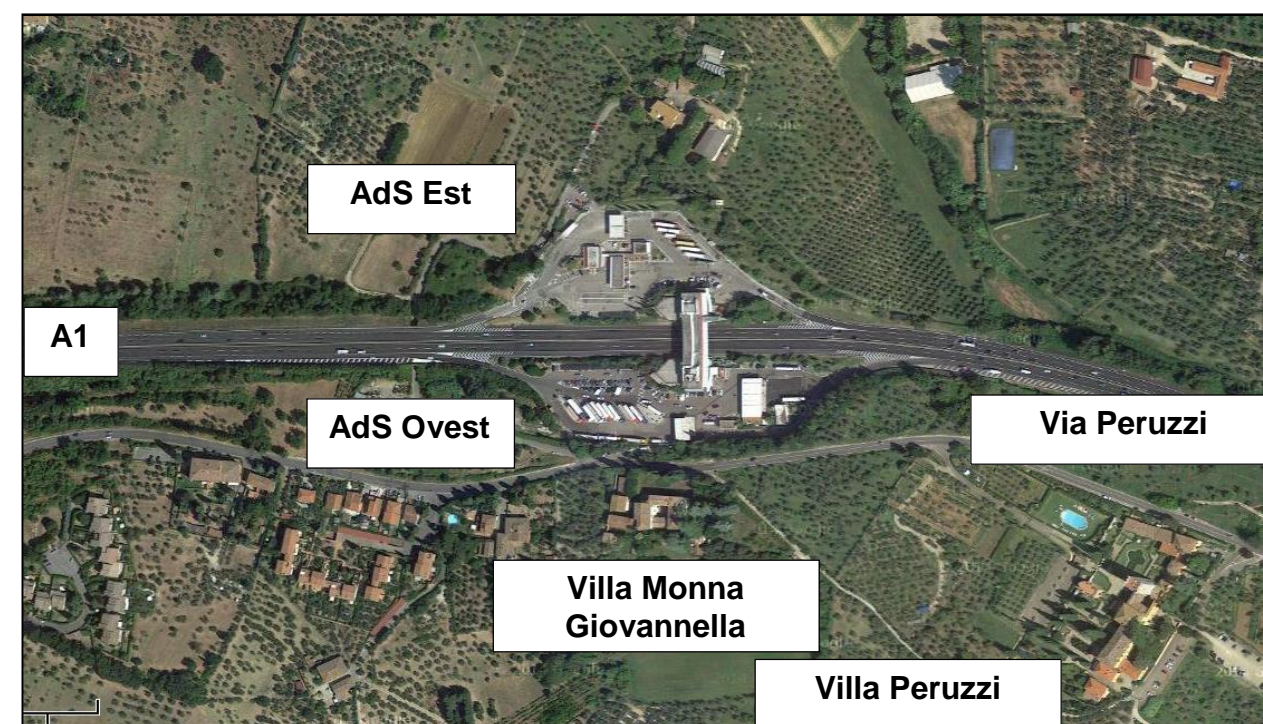 AdS Est
A1
AdS Ovest
Via Peruzzi
Villa Monna
Giovannella
Villa Peruzzi